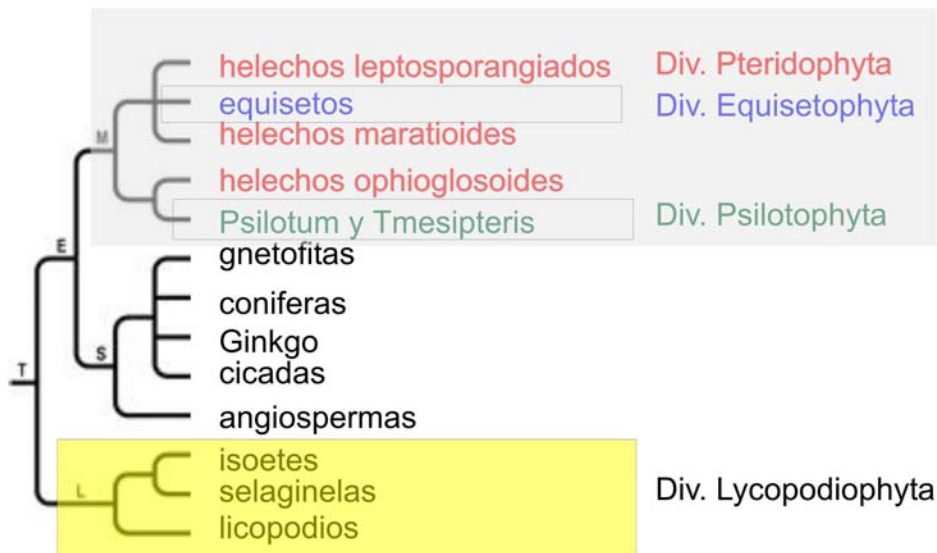 helechos leptosporangiados Div. Pteridophyta
equisetos Div. Equisetophyta
M
helechos maratioides
helechos ophioglosoides
Psilotum y Tmesipteris Div. Psilotophyta
E
gnetofitas
coniferas
Ginkgo
S
cicadas
T
angiospermas
isoetes
L
selaginelas Div. Lycopodiophyta
licopodios